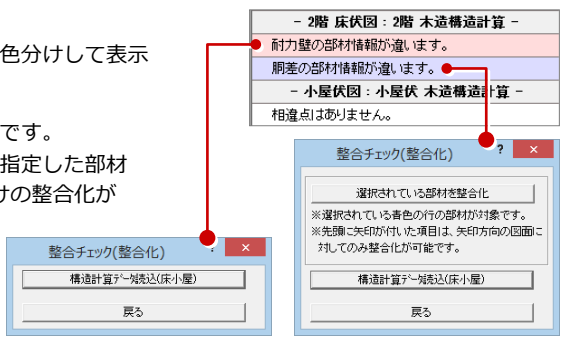 色分けして表示
です。
指定した部材
けの整合化が
- 2階 床伏図：2階 木造構造計算 -
耐力壁の部材情報が違います。
胴差の部材情報が違います。
- 小屋伏図：小屋伏 木造構造計算 -
相違点はありません。
整合チェック(整合化)
構造計算ﾃﾞｰﾀ読込(床小屋)
戻る
整合チェック(整合化) ? ×
選択されている部材を整合化
※選択されている青色の行の部材が対象です。
※先頭に矢印が付いた項目は、矢印方向の図面に
対してのみ整合化が可能です。
構造計算ﾃﾞｰﾀ読込(床小屋)
戻る